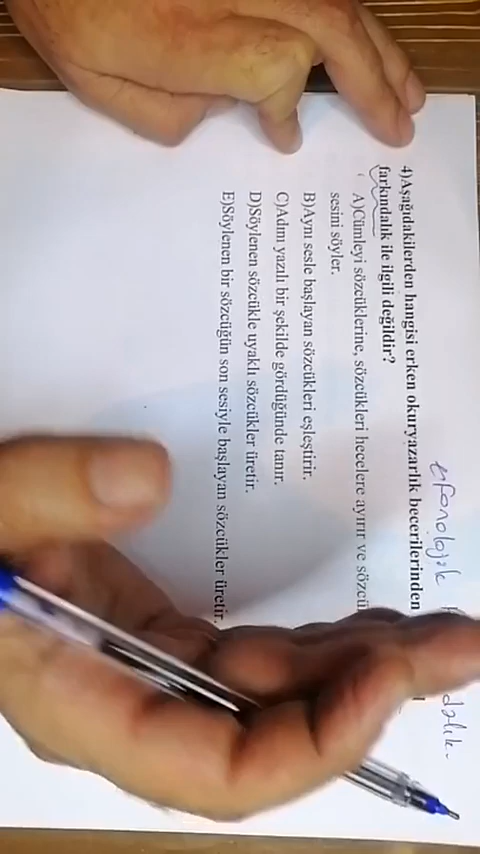 fonolojik
dalık.
4)Aşağıdakilerden hangisi erken okuryazarlık becerilerinden
farkındalık ile ilgili değildir?
A)Cümleyi sözcüklerine, sözcükleri hecelere ayırır ve
sesini söyler.
B)Aynı sesle başlayan sözcükleri eşleştirir.
C)Adını yazılı bir şekilde gördüğünde tanır.
D)Söylenen sözcükle uyaklı sözcükler üretir.
E)Söylenen bir sözcüğün son sesiyle başlayan sözcükler üretir.